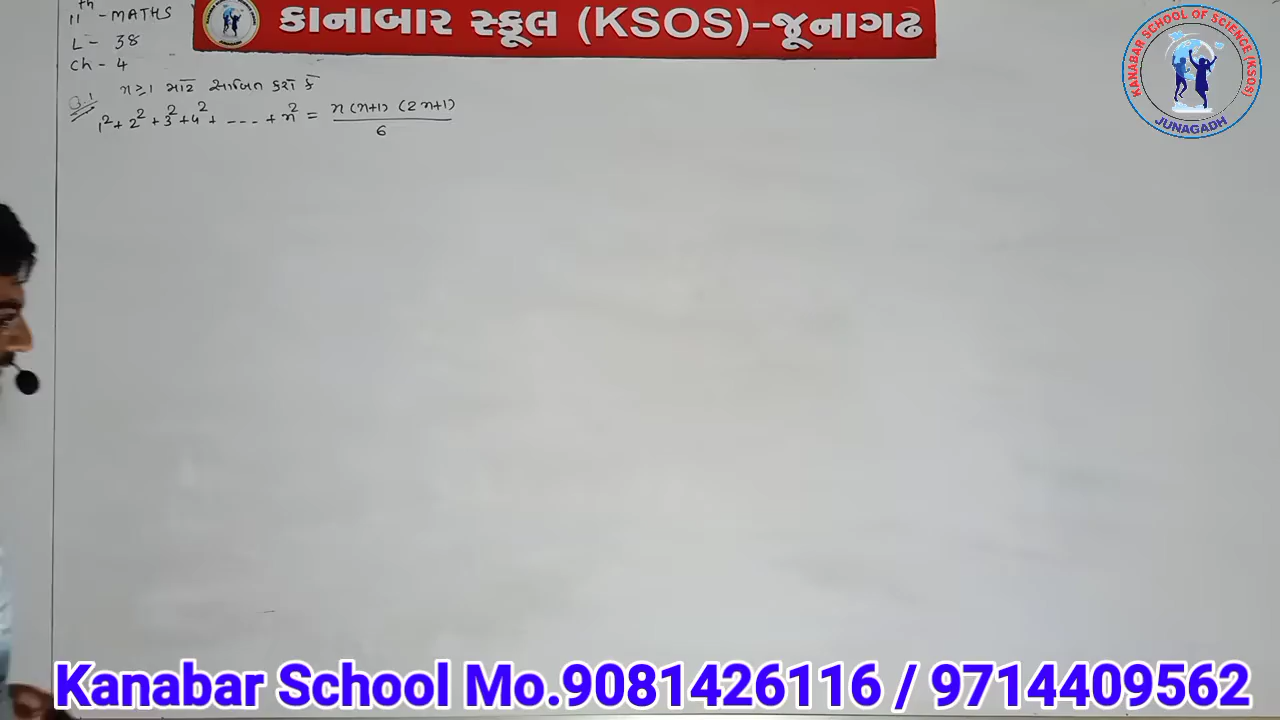 11th - MATHS
L - 38
Ch - 4
કાનાબાર સ્કૂલ (KSOS)-જૂનાગઢ
KANABAR SCHOOL OF SCIENCE (KSOS)
JUNAGADH
Q.1 n ≥ 1 માટે સાબિત કરો કે
1² + 2² + 3² + 4² + --- + n² = n(n+1)(2n+1) / 6
Kanabar School Mo.9081426116 / 9714409562